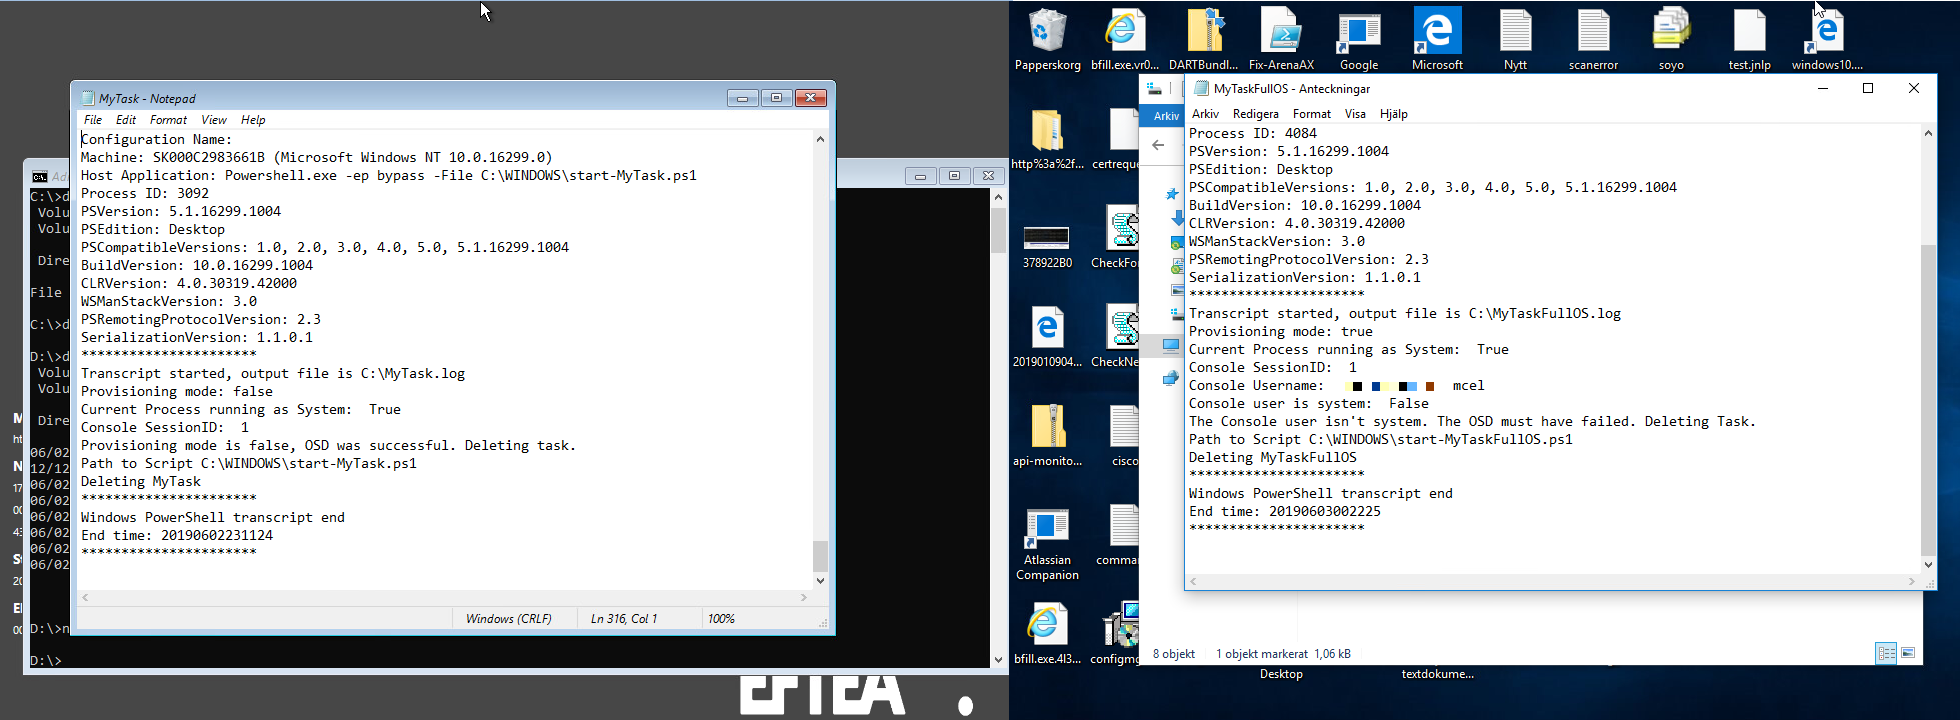 MyTask - Notepad
File Edit Format View Help
Configuration Name:
Machine: SK000C2983661B (Microsoft Windows NT 10.0.16299.0)
Host Application: Powershell.exe -ep bypass -File C:\WINDOWS\start-MyTask.ps1
Process ID: 3092
PSVersion: 5.1.16299.1004
PSEdition: Desktop
PSCompatibleVersions: 1.0, 2.0, 3.0, 4.0, 5.0, 5.1.16299.1004
BuildVersion: 10.0.16299.1004
CLRVersion: 4.0.30319.42000
WSManStackVersion: 3.0
PSRemotingProtocolVersion: 2.3
SerializationVersion: 1.1.0.1
**********************
Transcript started, output file is C:\MyTask.log
Provisioning mode: false
Current Process running as System:  True
Console SessionID:  1
Provisioning mode is false, OSD was successful. Deleting task.
Path to Script C:\WINDOWS\start-MyTask.ps1
Deleting MyTask
**********************
Windows PowerShell transcript end
End time: 20190602231124
**********************
Windows (CRLF) Ln 316, Col 1 100%
Ad
C:\>d
Volu
Volu
Dire
File
C:\>d
D:\>d
Volu
Volu
Dire
06/02
12/12
06/02
06/02
06/02
06/02
06/02
06/02
D:\>n
D:\>
M
ht
N
17
00
43
20
00
Papperskorg
bfill.exe.vr0...
DARTBundl...
Fix-ArenaAX
Google
Microsoft
Nytt
scanerror
soyo
test.jnlp
windows10....
http%3a%2f...
certreque
378922B0
CheckFor
2019010904...
CheckNe
api-monito...
cisco
Atlassian
Companion
comma
bfill.exe.4l3...
configmg
Arkiv
MyTaskFullOS - Anteckningar
Arkiv Redigera Format Visa Hjälp
Process ID: 4084
PSVersion: 5.1.16299.1004
PSEdition: Desktop
PSCompatibleVersions: 1.0, 2.0, 3.0, 4.0, 5.0, 5.1.16299.1004
BuildVersion: 10.0.16299.1004
CLRVersion: 4.0.30319.42000
WSManStackVersion: 3.0
PSRemotingProtocolVersion: 2.3
SerializationVersion: 1.1.0.1
**********************
Transcript started, output file is C:\MyTaskFullOS.log
Provisioning mode: true
Current Process running as System:  True
Console SessionID:  1
Console Username: mcel
Console user is system:  False
The Console user isn't system. The OSD must have failed. Deleting Task.
Path to Script C:\WINDOWS\start-MyTaskFullOS.ps1
Deleting MyTaskFullOS
**********************
Windows PowerShell transcript end
End time: 20190603002225
**********************
8 objekt 1 objekt markerat 1,06 kB
Desktop
textdokume...